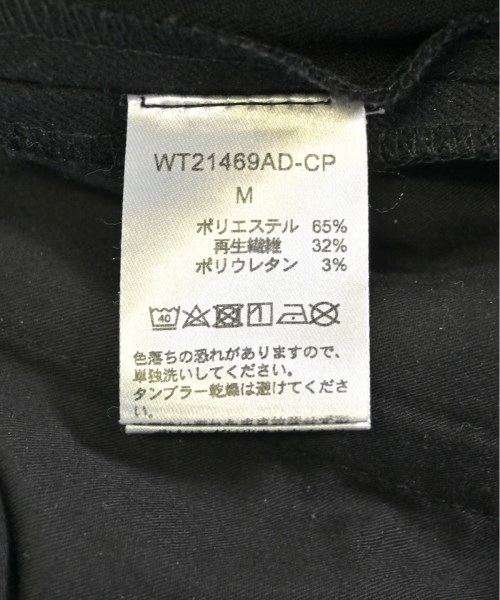 WT21469AD-CP
M
ポリエステル 65%
再生繊維 32%
ポリウレタン 3%
40
色落ちの恐れがありますので、
単独洗いしてください。
タンブラー乾燥は避けてくださ
い。